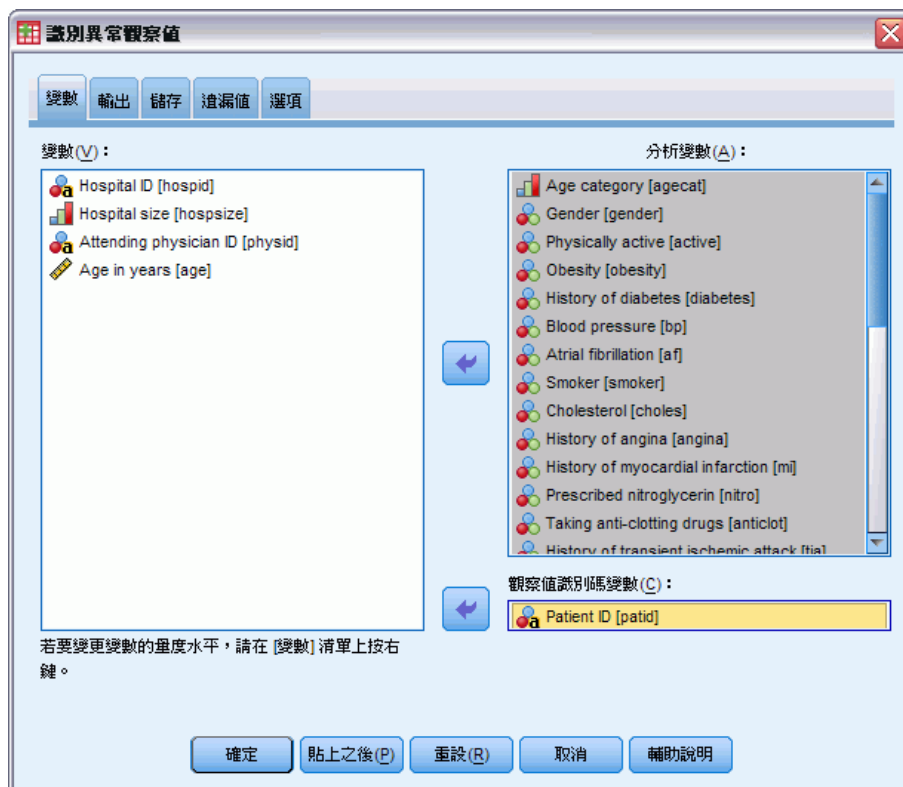 識別異常觀察值
變數 輸出 儲存 遺漏值 選項
變數(V):
Hospital ID [hospid]
Hospital size [hospsize]
Attending physician ID [physid]
Age in years [age]
分析變數(A):
Age category [agecat]
Gender [gender]
Physically active [active]
Obesity [obesity]
History of diabetes [diabetes]
Blood pressure [bp]
Atrial fibrillation [af]
Smoker [smoker]
Cholesterol [choles]
History of angina [angina]
History of myocardial infarction [mi]
Prescribed nitroglycerin [nitro]
Taking anti-clotting drugs [anticlot]
History of transient ischemic attack [tia]
觀察值識別碼變數(C):
Patient ID [patid]
若要變更變數的量度水平,請在 [變數] 清單上按右
鍵。
確定 貼上之後(P) 重設(R) 取消 輔助說明